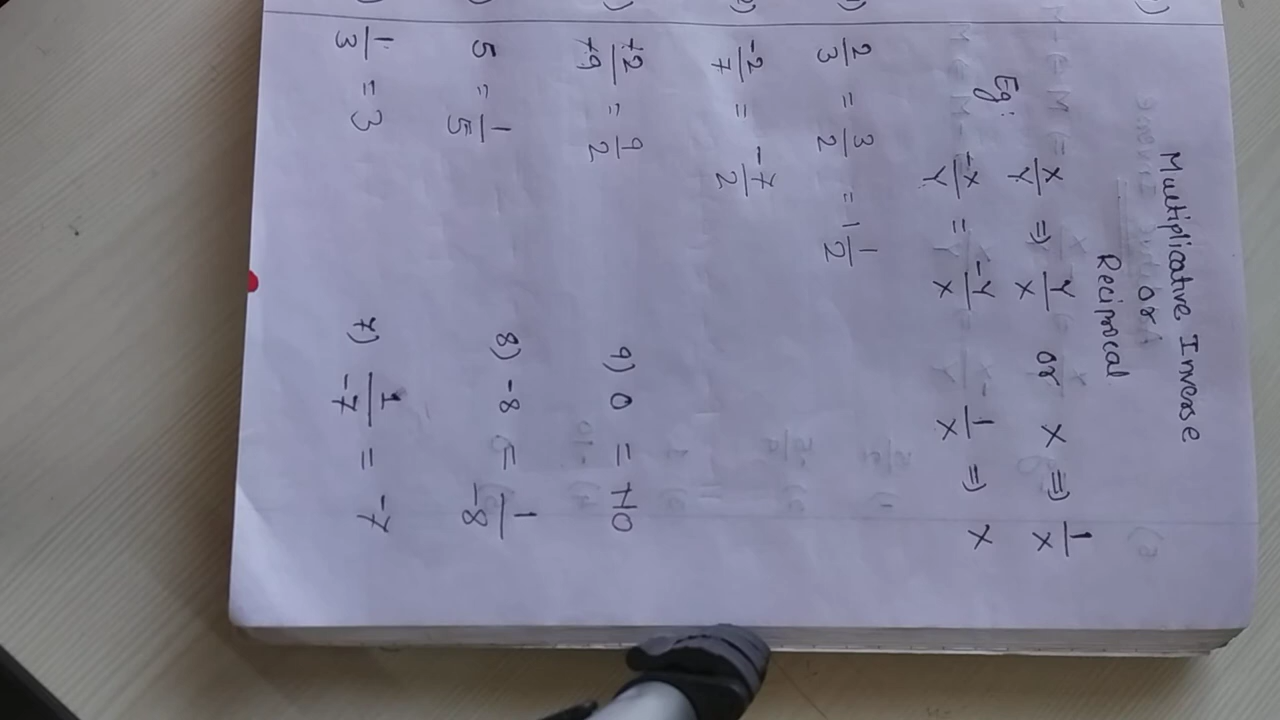 Multiplicative Inverse
or
Reciprocal
Eg: x/y ⇒ y/x or x ⇒ 1/x
-x/y = -y/x 1/x ⇒ x
2/3 = 3/2 = 1 1/2
-2/7 = -7/2
+2/+9 = 9/2
5 = 1/5
1/3 = 3
7) 1/-7 = -7
8) -8 = 1/-8
9) 0 = NO